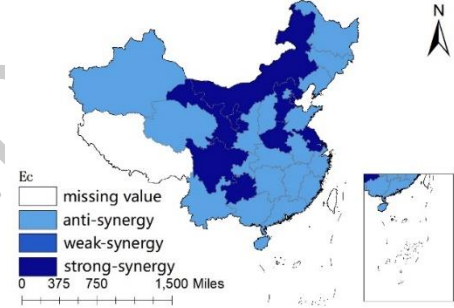 N
Ec
missing value
anti-synergy
weak-synergy
strong-synergy
0 375 750 1,500 Miles